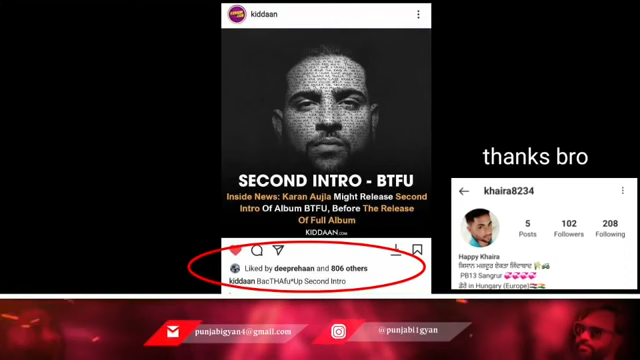 kiddaan
SECOND INTRO - BTFU
Inside News: Karan Aujla Might Release Second
Intro Of Album BTFU, Before The Release
Of Full Album
KIDDAAN.COM
Liked by deeprehaan and 806 others
kiddaan BacTHAfu*Up Second Intro
thanks bro
khaira8234
5 102 208
Posts Followers Following
Happy Khaira
ਕਿਸਾਨ ਮਜਦੂਰ ਏਕਤਾ ਜਿੰਦਾਬਾਦ🌾🚜
PB13 Sangrur 💞💞💞💞💞
ਡੇਰੇ in Hungary (Europe)🇭🇺🇭🇺
punjabigyan4@gmail.com
@punjabi1gyan